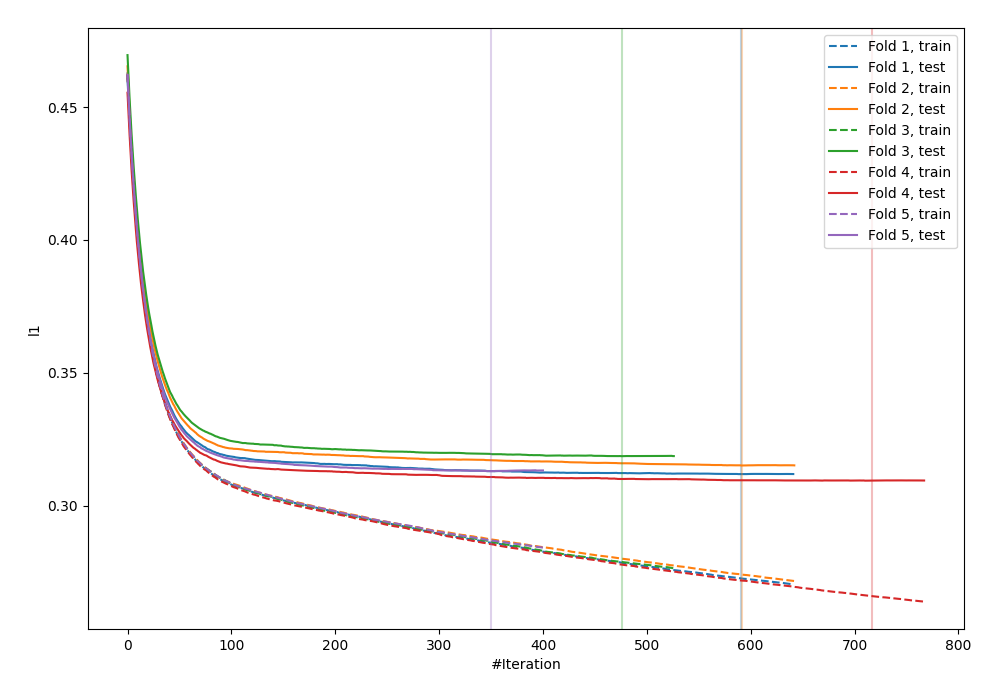 Fold 1, train
Fold 1, test
Fold 2, train
Fold 2, test
Fold 3, train
Fold 3, test
Fold 4, train
Fold 4, test
Fold 5, train
Fold 5, test
0.45
0.40
0.35
0.30
l1
0 100 200 300 400 500 600 700 800
#Iteration